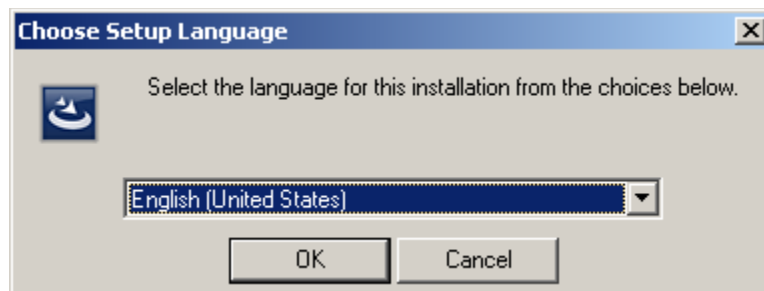 Choose Setup Language
Select the language for this installation from the choices below.
English (United States)
OK
Cancel